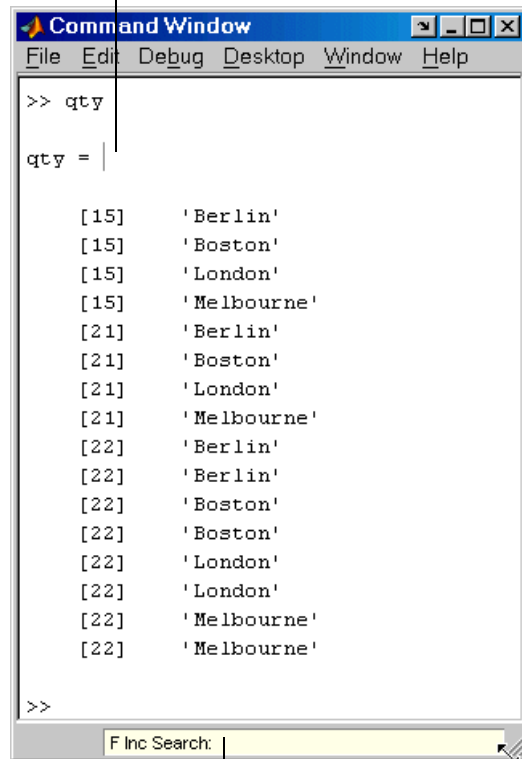 Command Window
File Edit Debug Desktop Window Help
>> qty
qty =
[15] 'Berlin'
[15] 'Boston'
[15] 'London'
[15] 'Melbourne'
[21] 'Berlin'
[21] 'Boston'
[21] 'London'
[21] 'Melbourne'
[22] 'Berlin'
[22] 'Berlin'
[22] 'Boston'
[22] 'Boston'
[22] 'London'
[22] 'London'
[22] 'Melbourne'
[22] 'Melbourne'
>>
F Inc Search: